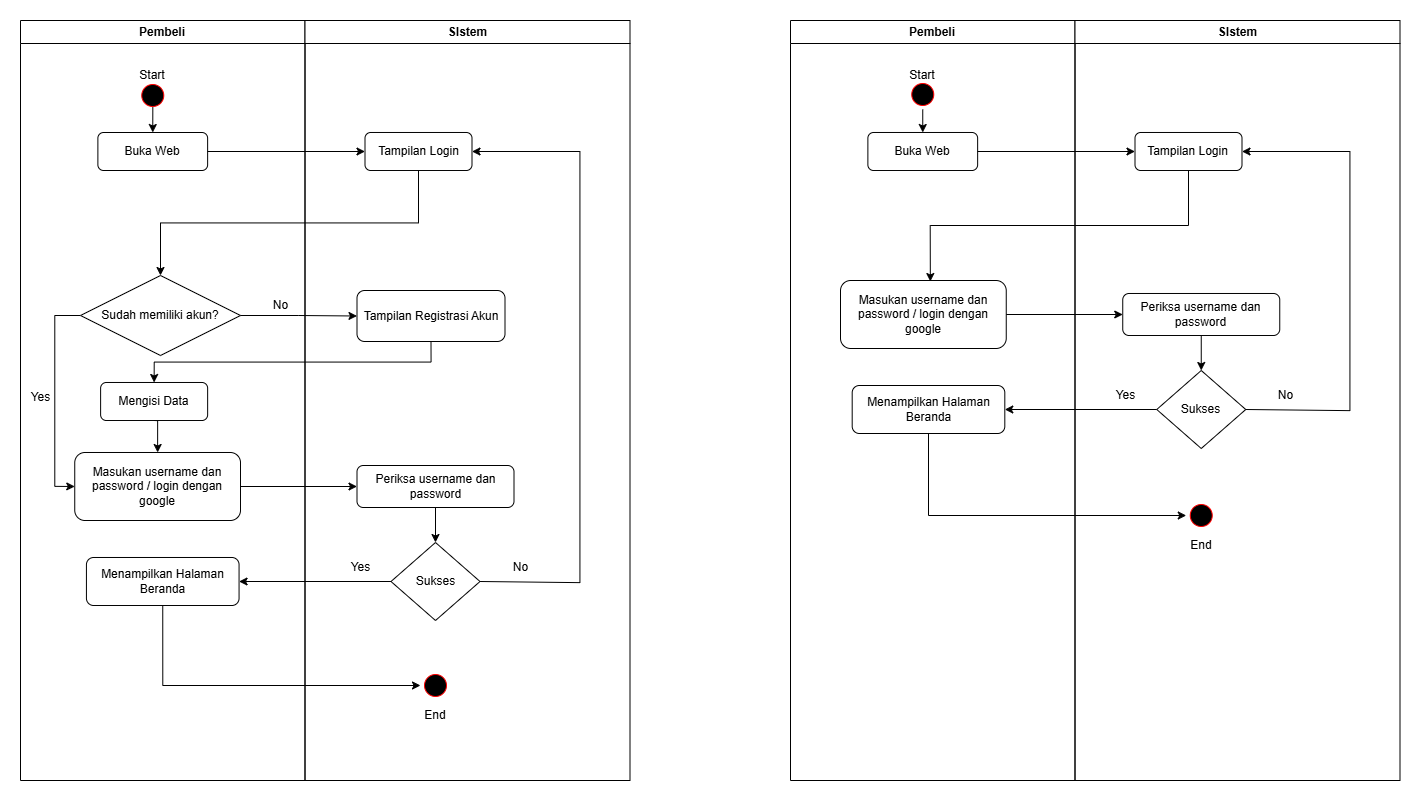 Pembeli
Sistem
Start
Buka Web
Tampilan Login
Sudah memiliki akun?
No
Tampilan Registrasi Akun
Yes
Mengisi Data
Masukan username dan
password / login dengan
google
Periksa username dan
password
Menampilkan Halaman
Beranda
Yes
Sukses
No
End
Pembeli
Sistem
Start
Buka Web
Tampilan Login
Masukan username dan
password / login dengan
google
Periksa username dan
password
Menampilkan Halaman
Beranda
Yes
Sukses
No
End